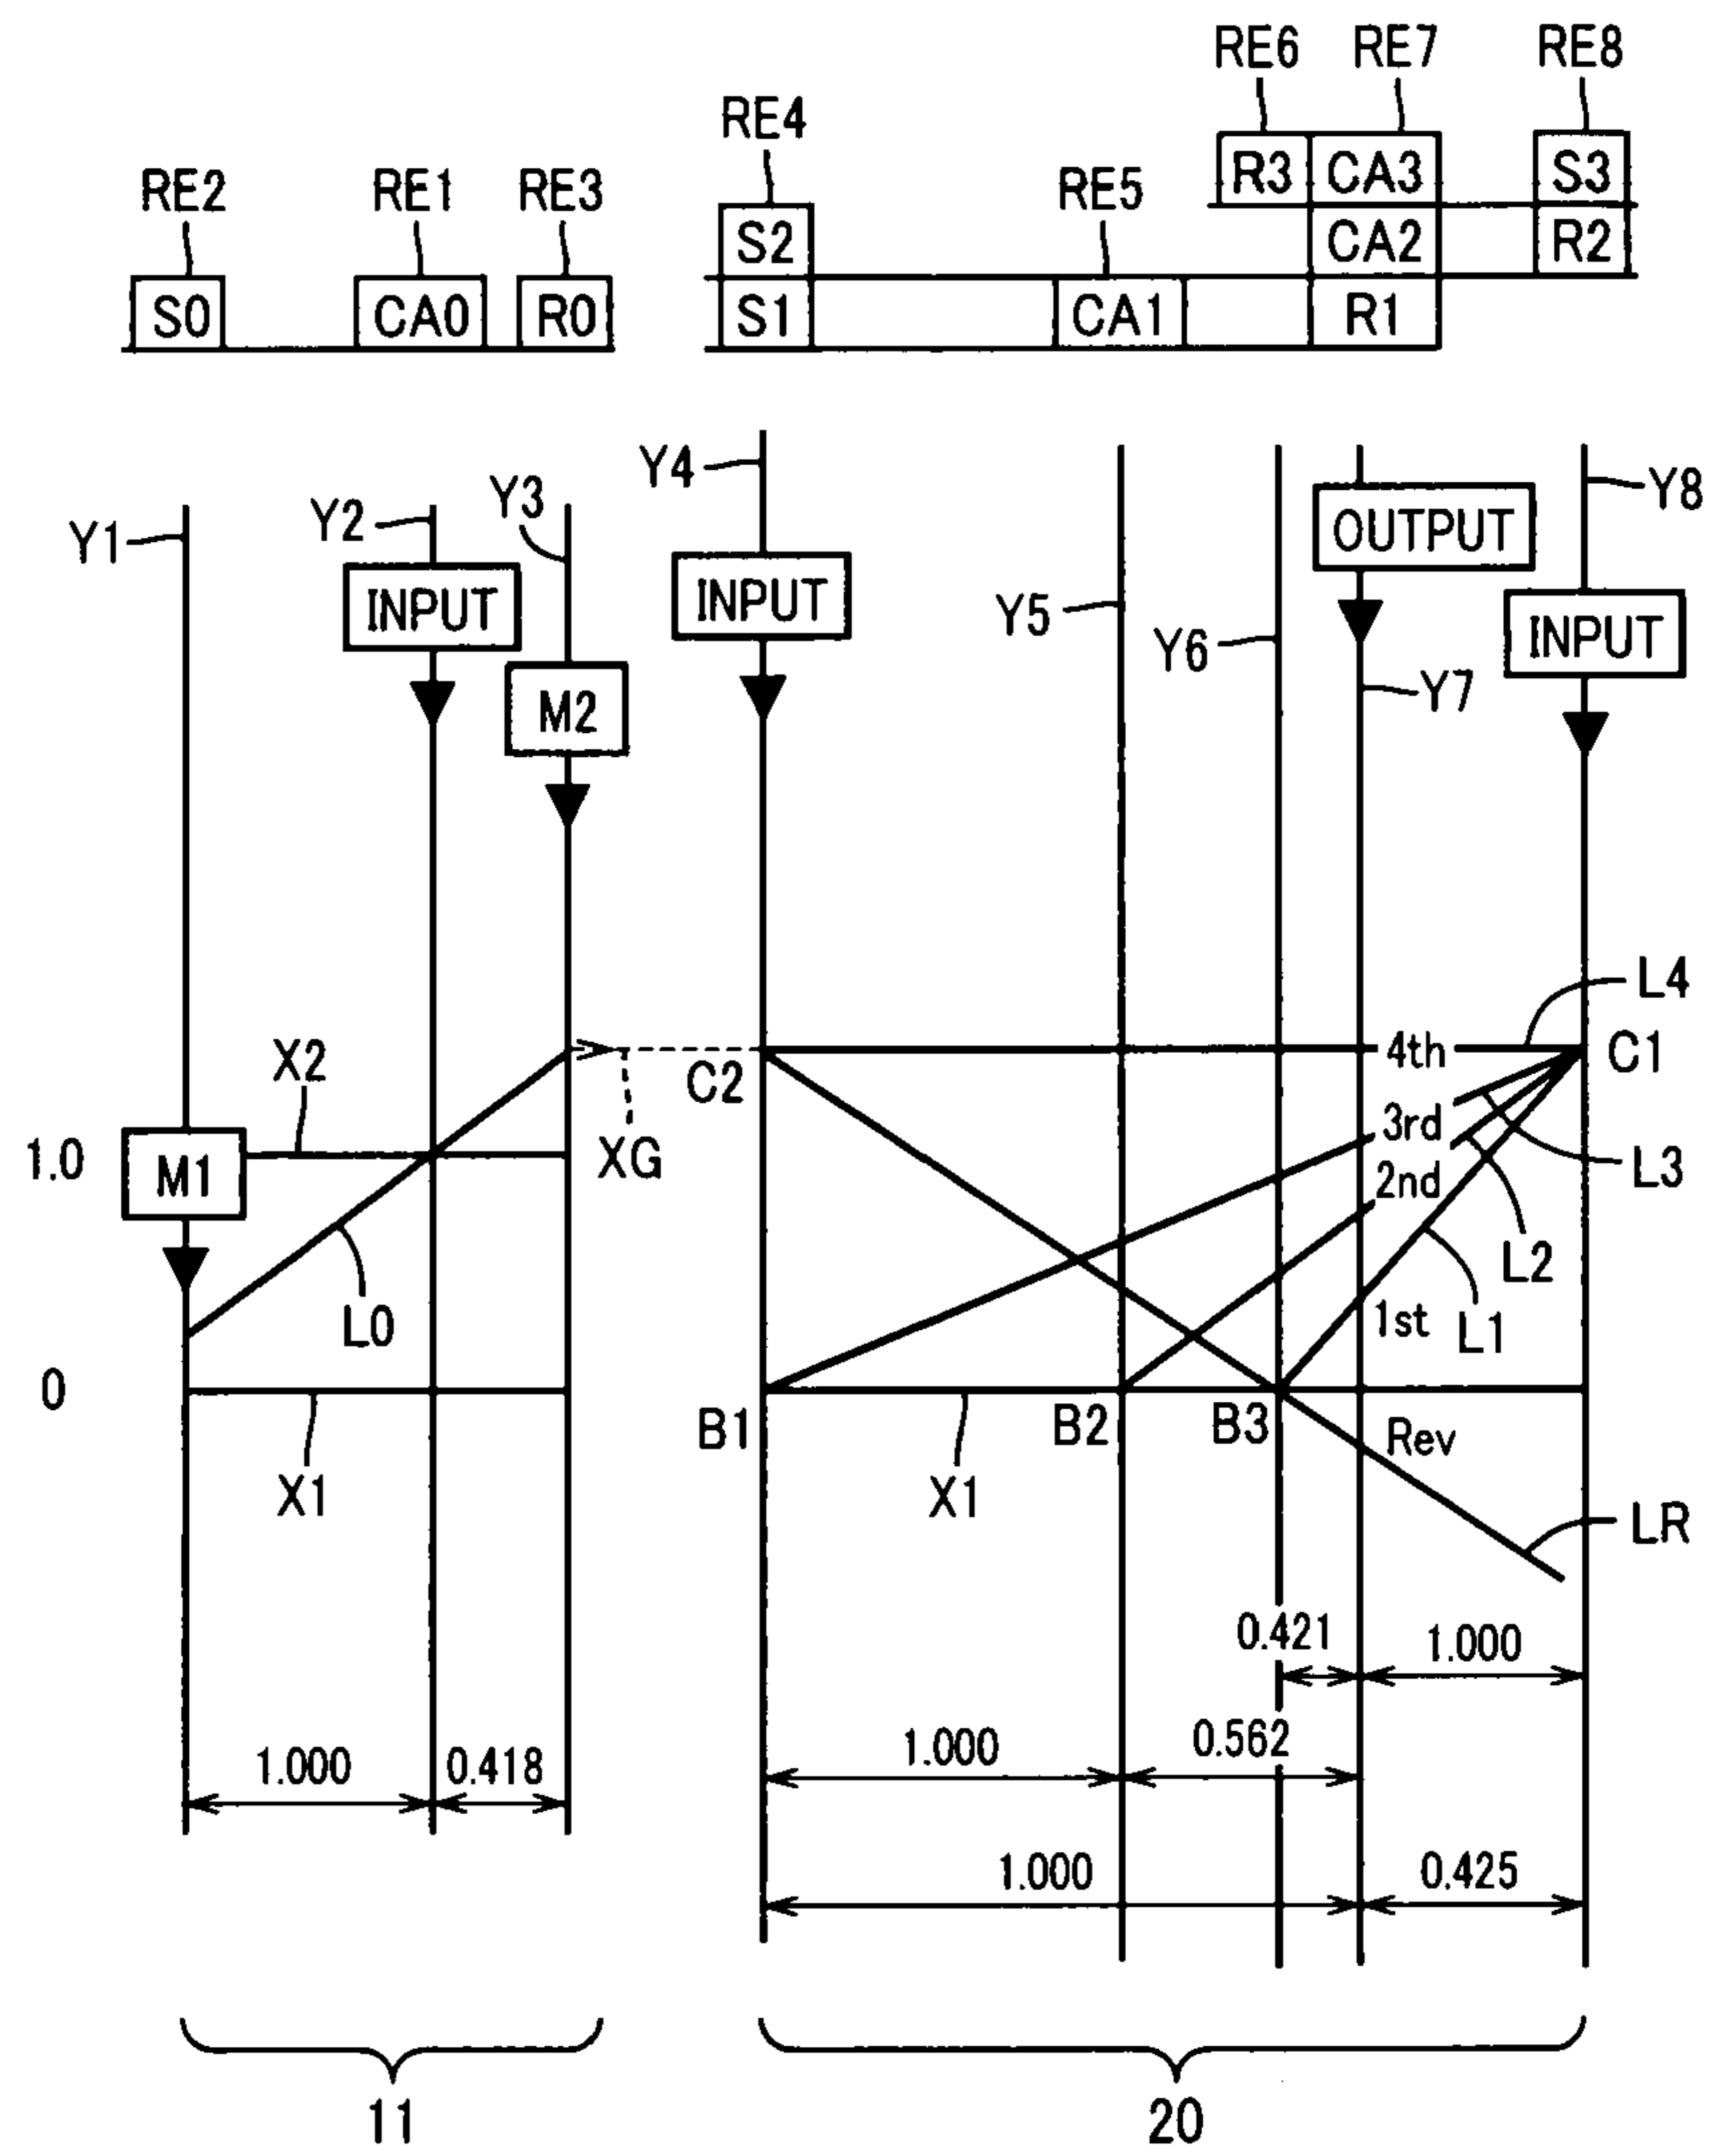 RE6 RE7 RE8
RE4
RE2 RE1 RE3 RE5
R3 CA3 S3
S2 CA2 R2
S0 CA0 R0 S1 CA1 R1
Y4
Y1 Y2 Y3 Y8
OUTPUT
INPUT INPUT Y5 INPUT
Y6
M2 Y7
L4
X2 C2 4th C1
3rd
1.0 M1 XG L3
2nd
L2
L0 1st L1
0
B1 B2 B3 Rev
X1 X1
LR
0.421 1.000
1.000 0.562
1.000 0.418
1.000 0.425
11 20